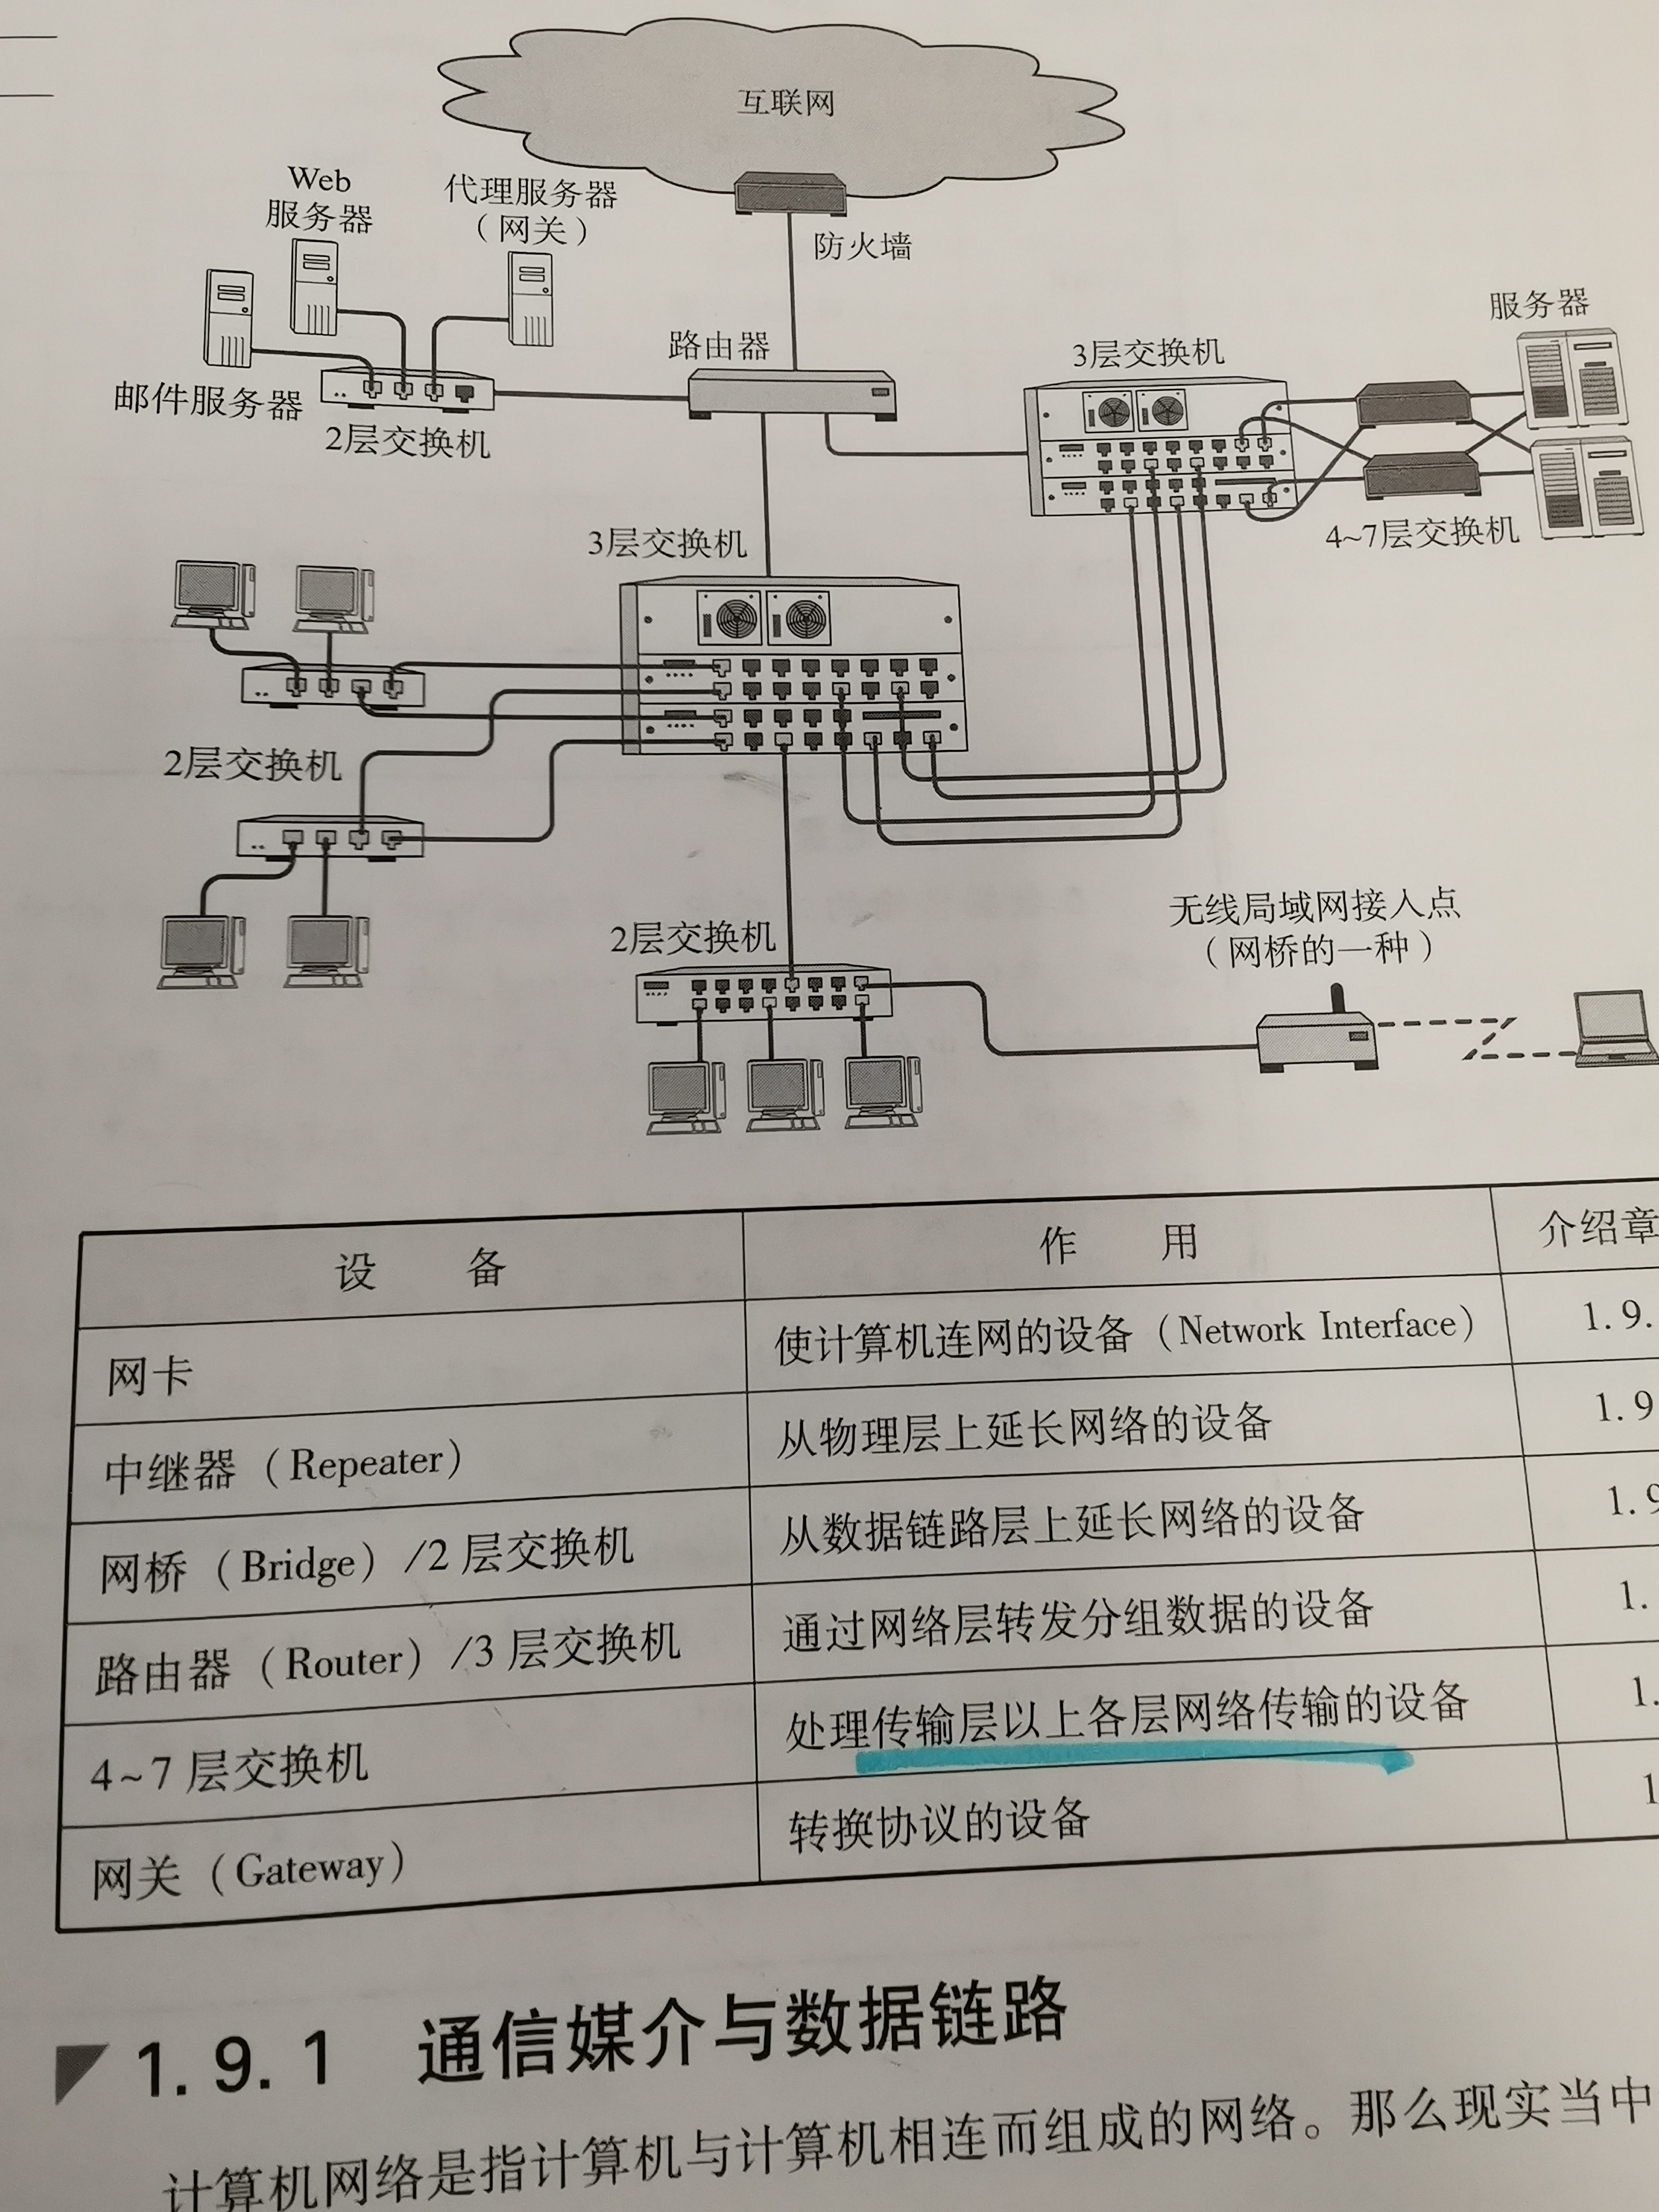 互联网
Web
服务器
代理服务器
（网关）
防火墙
服务器
路由器
3层交换机
邮件服务器
2层交换机
4~7层交换机
3层交换机
2层交换机
无线局域网接入点
（网桥的一种）
2层交换机
设 备
作 用
介绍章
网卡
使计算机连网的设备（Network Interface）
1.9.
中继器（Repeater）
从物理层上延长网络的设备
1.9
网桥（Bridge）/2 层交换机
从数据链路层上延长网络的设备
1.9
路由器（Router）/3 层交换机
通过网络层转发分组数据的设备
1.
4~7 层交换机
处理传输层以上各层网络传输的设备
1.
网关（Gateway）
转换协议的设备
1
1.9.1 通信媒介与数据链路
计算机网络是指计算机与计算机相连而组成的网络。那么现实当中